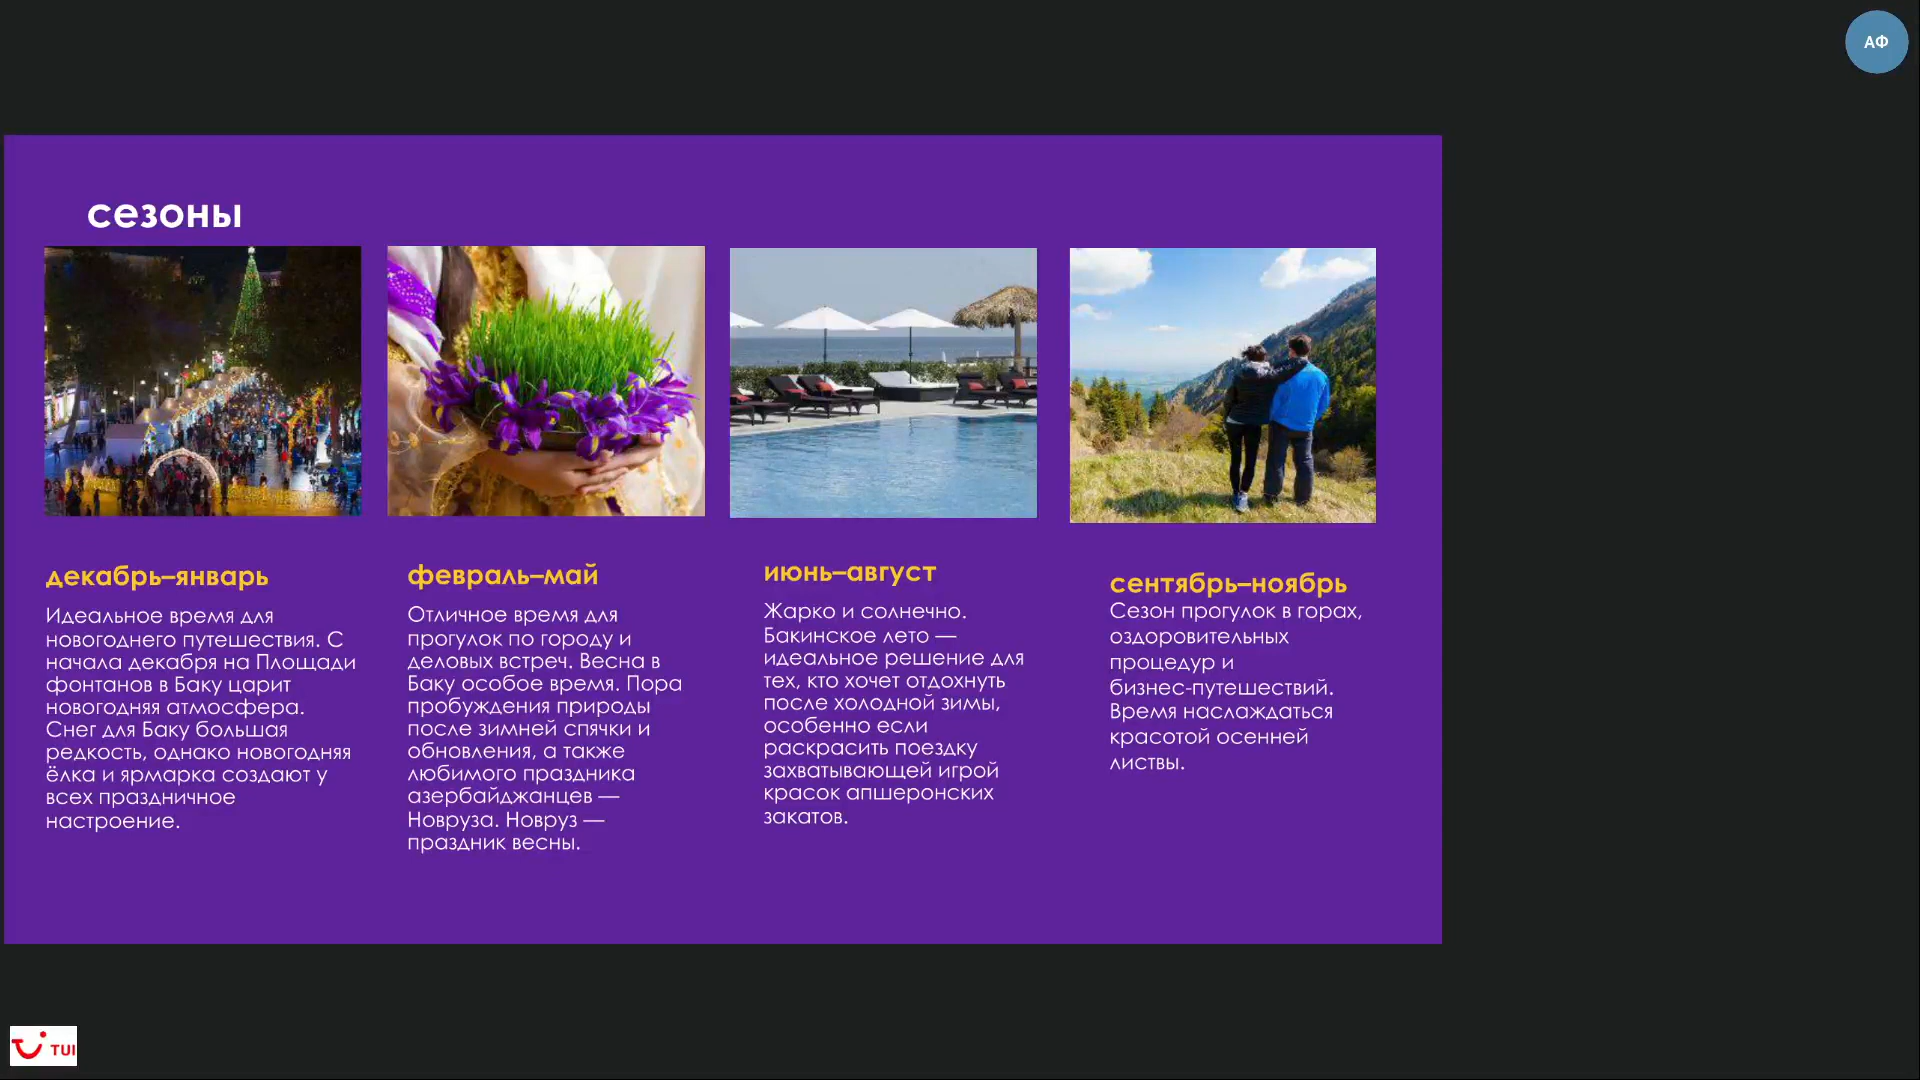 АФ
сезоны
декабрь–январь
Идеальное время для
новогоднего путешествия. С
начала декабря на Площади
фонтанов в Баку царит
новогодняя атмосфера.
Снег для Баку большая
редкость, однако новогодняя
ёлка и ярмарка создают у
всех праздничное
настроение.
февраль–май
Отличное время для
прогулок по городу и
деловых встреч. Весна в
Баку особое время. Пора
пробуждения природы
после зимней спячки и
обновления, а также
любимого праздника
азербайджанцев —
Новруза. Новруз —
праздник весны.
июнь–август
Жарко и солнечно.
Бакинское лето —
идеальное решение для
тех, кто хочет отдохнуть
после холодной зимы,
особенно если
раскрасить поездку
захватывающей игрой
красок апшеронских
закатов.
сентябрь–ноябрь
Сезон прогулок в горах,
оздоровительных
процедур и
бизнес-путешествий.
Время наслаждаться
красотой осенней
листвы.
TUI